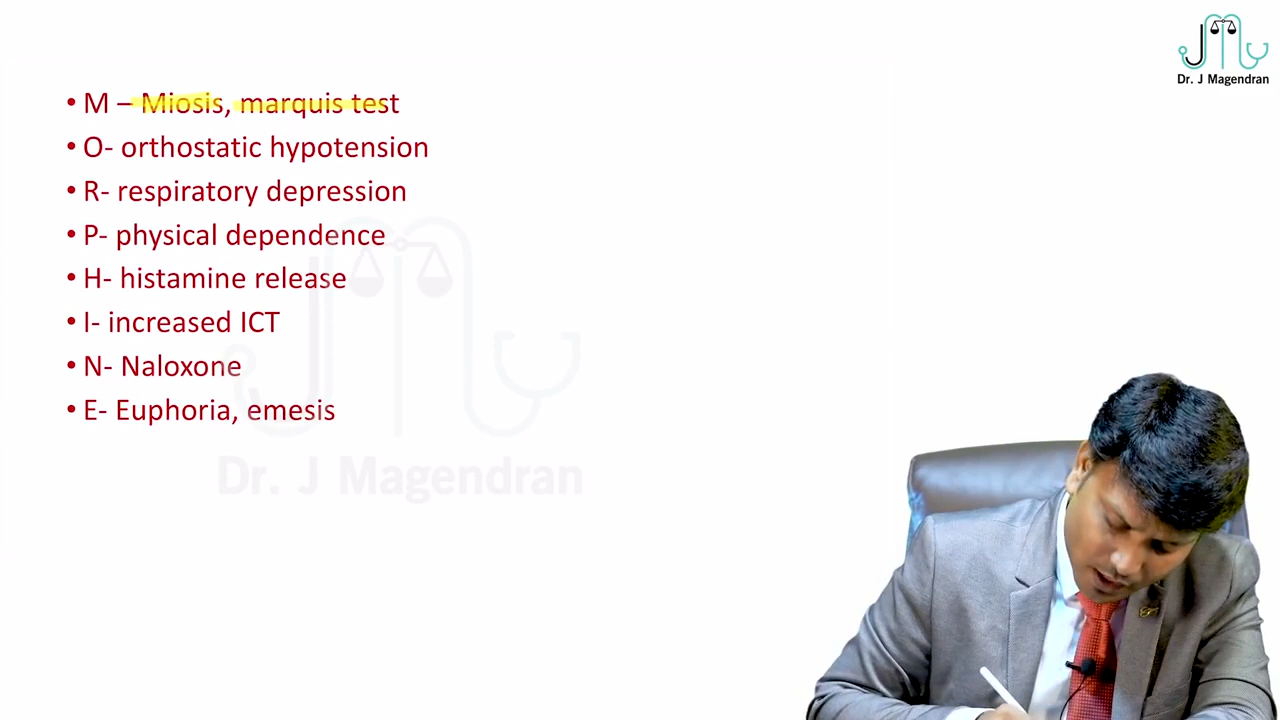 Dr. J Magendran
• M – Miosis, marquis test
• O- orthostatic hypotension
• R- respiratory depression
• P- physical dependence
• H- histamine release
• I- increased ICT
• N- Naloxone
• E- Euphoria, emesis
Dr. J Magendran